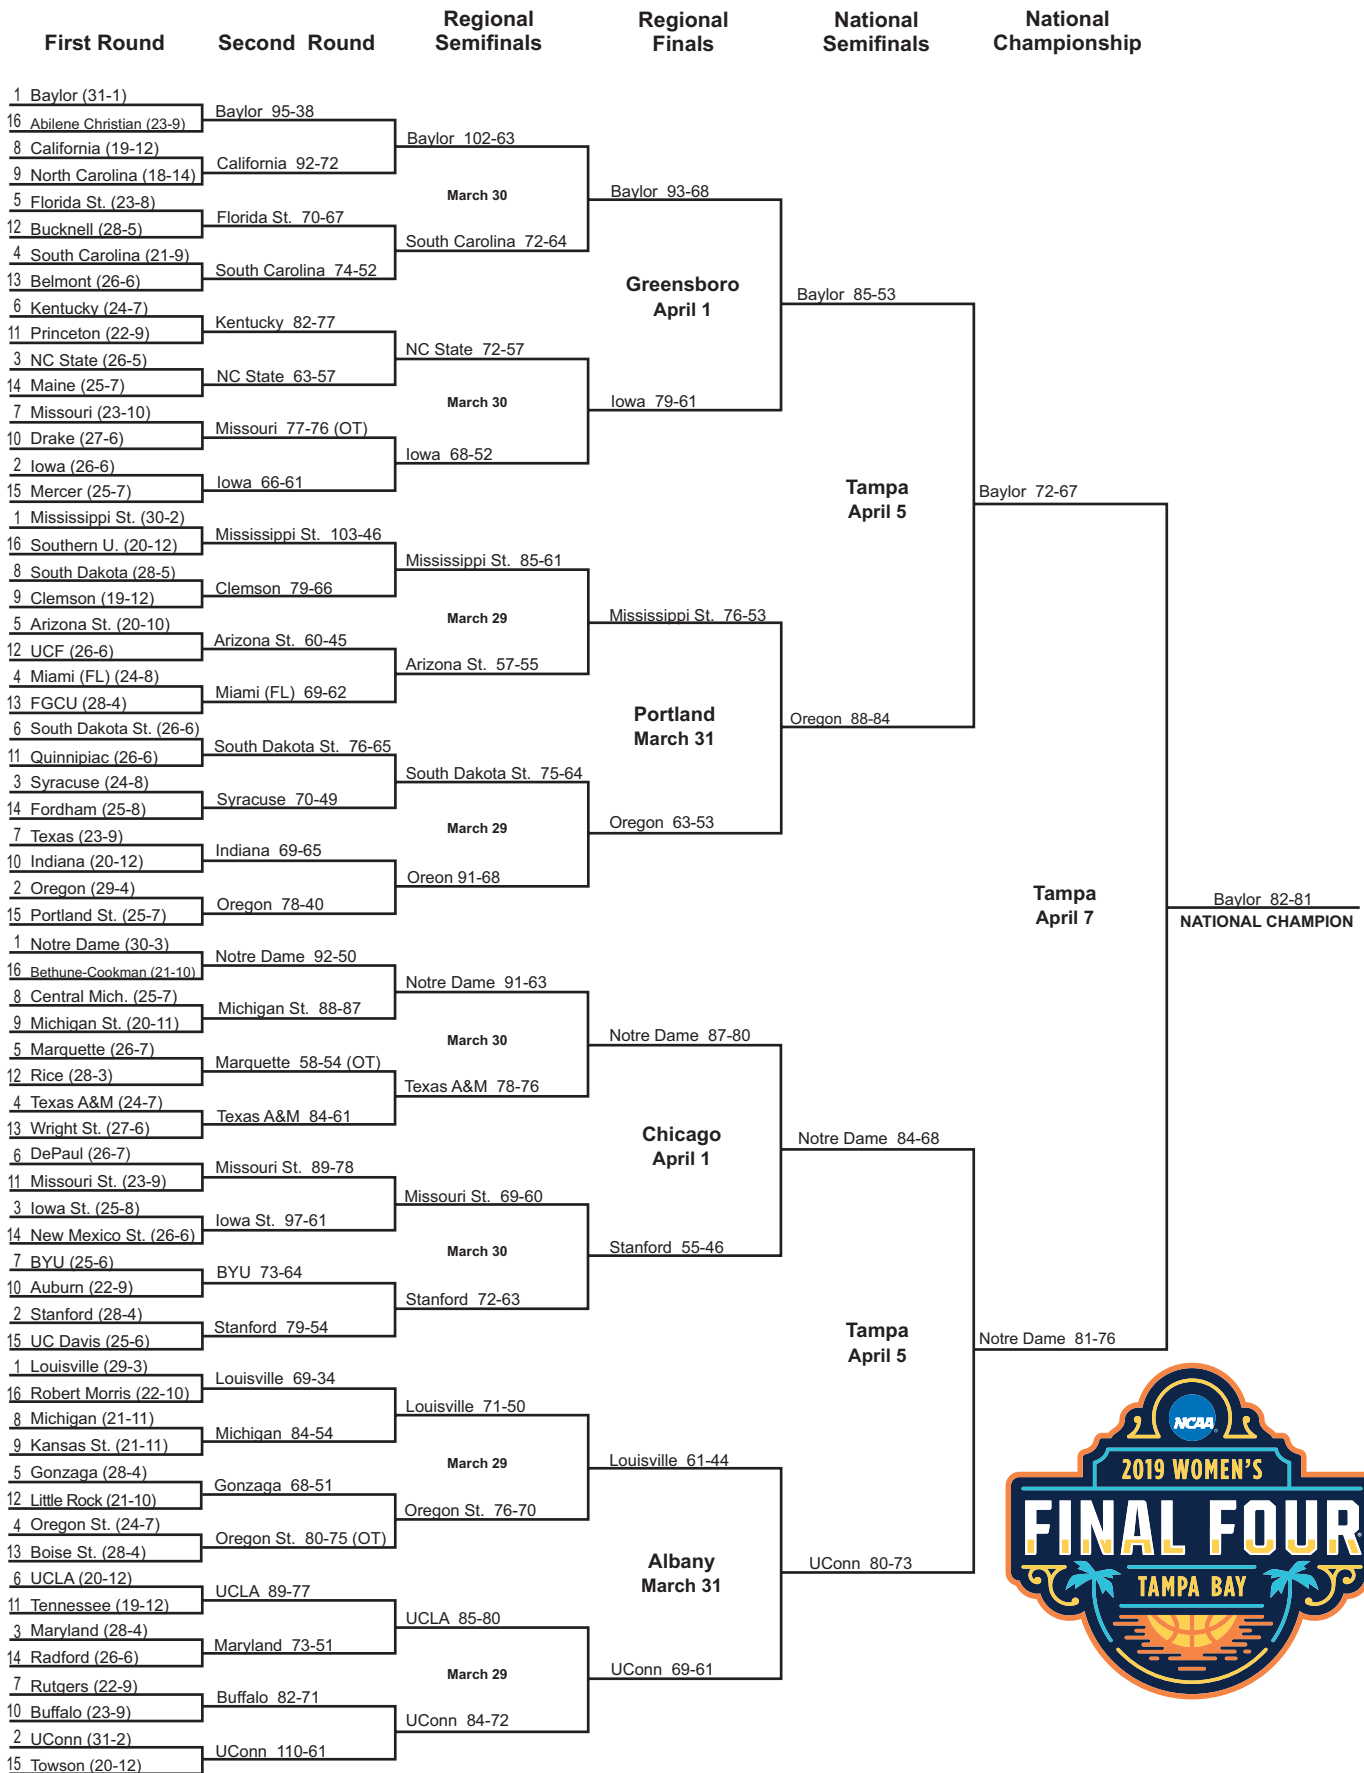 First Round
Second Round
Regional
Semifinals
Regional
Finals
National
Semifinals
National
Championship
1 Baylor (31-1)
16 Abilene Christian (23-9)
8 California (19-12)
9 North Carolina (18-14)
5 Florida St. (23-8)
12 Bucknell (28-5)
4 South Carolina (21-9)
13 Belmont (26-6)
6 Kentucky (24-7)
11 Princeton (22-9)
3 NC State (26-5)
14 Maine (25-7)
7 Missouri (23-10)
10 Drake (27-6)
2 Iowa (26-6)
15 Mercer (25-7)
1 Mississippi St. (30-2)
16 Southern U. (20-12)
8 South Dakota (28-5)
9 Clemson (19-12)
5 Arizona St. (20-10)
12 UCF (26-6)
4 Miami (FL) (24-8)
13 FGCU (28-4)
6 South Dakota St. (26-6)
11 Quinnipiac (26-6)
3 Syracuse (24-8)
14 Fordham (25-8)
7 Texas (23-9)
10 Indiana (20-12)
2 Oregon (29-4)
15 Portland St. (25-7)
1 Notre Dame (30-3)
16 Bethune-Cookman (21-10)
8 Central Mich. (25-7)
9 Michigan St. (20-11)
5 Marquette (26-7)
12 Rice (28-3)
4 Texas A&M (24-7)
13 Wright St. (27-6)
6 DePaul (26-7)
11 Missouri St. (23-9)
3 Iowa St. (25-8)
14 New Mexico St. (26-6)
7 BYU (25-6)
10 Auburn (22-9)
2 Stanford (28-4)
15 UC Davis (25-6)
1 Louisville (29-3)
16 Robert Morris (22-10)
8 Michigan (21-11)
9 Kansas St. (21-11)
5 Gonzaga (28-4)
12 Little Rock (21-10)
4 Oregon St. (24-7)
13 Boise St. (28-4)
6 UCLA (20-12)
11 Tennessee (19-12)
3 Maryland (28-4)
14 Radford (26-6)
7 Rutgers (22-9)
10 Buffalo (23-9)
2 UConn (31-2)
15 Towson (20-12)
Baylor 95-38
California 92-72
Florida St. 70-67
South Carolina 74-52
Kentucky 82-77
NC State 63-57
Missouri 77-76 (OT)
Iowa 66-61
Mississippi St. 103-46
Clemson 79-66
Arizona St. 60-45
Miami (FL) 69-62
South Dakota St. 76-65
Syracuse 70-49
Indiana 69-65
Oregon 78-40
Notre Dame 92-50
Michigan St. 88-87
Marquette 58-54 (OT)
Texas A&M 84-61
Missouri St. 89-78
Iowa St. 97-61
BYU 73-64
Stanford 79-54
Louisville 69-34
Michigan 84-54
Gonzaga 68-51
Oregon St. 80-75 (OT)
UCLA 89-77
Maryland 73-51
Buffalo 82-71
UConn 110-61
Baylor 102-63
March 30
South Carolina 72-64
NC State 72-57
March 30
Iowa 68-52
Mississippi St. 85-61
March 29
Arizona St. 57-55
South Dakota St. 75-64
March 29
Oreon 91-68
Notre Dame 91-63
March 30
Texas A&M 78-76
Missouri St. 69-60
March 30
Stanford 72-63
Louisville 71-50
March 29
Oregon St. 76-70
UCLA 85-80
March 29
UConn 84-72
Baylor 93-68
Greensboro
April 1
Iowa 79-61
Mississippi St. 76-53
Portland
March 31
Oregon 63-53
Notre Dame 87-80
Chicago
April 1
Stanford 55-46
Louisville 61-44
Albany
March 31
UConn 69-61
Baylor 85-53
Tampa
April 5
Oregon 88-84
Notre Dame 84-68
Tampa
April 5
UConn 80-73
Baylor 72-67
Tampa
April 7
Notre Dame 81-76
Baylor 82-81
NATIONAL CHAMPION
NCAA
2019 WOMEN'S
FINAL FOUR
TAMPA BAY